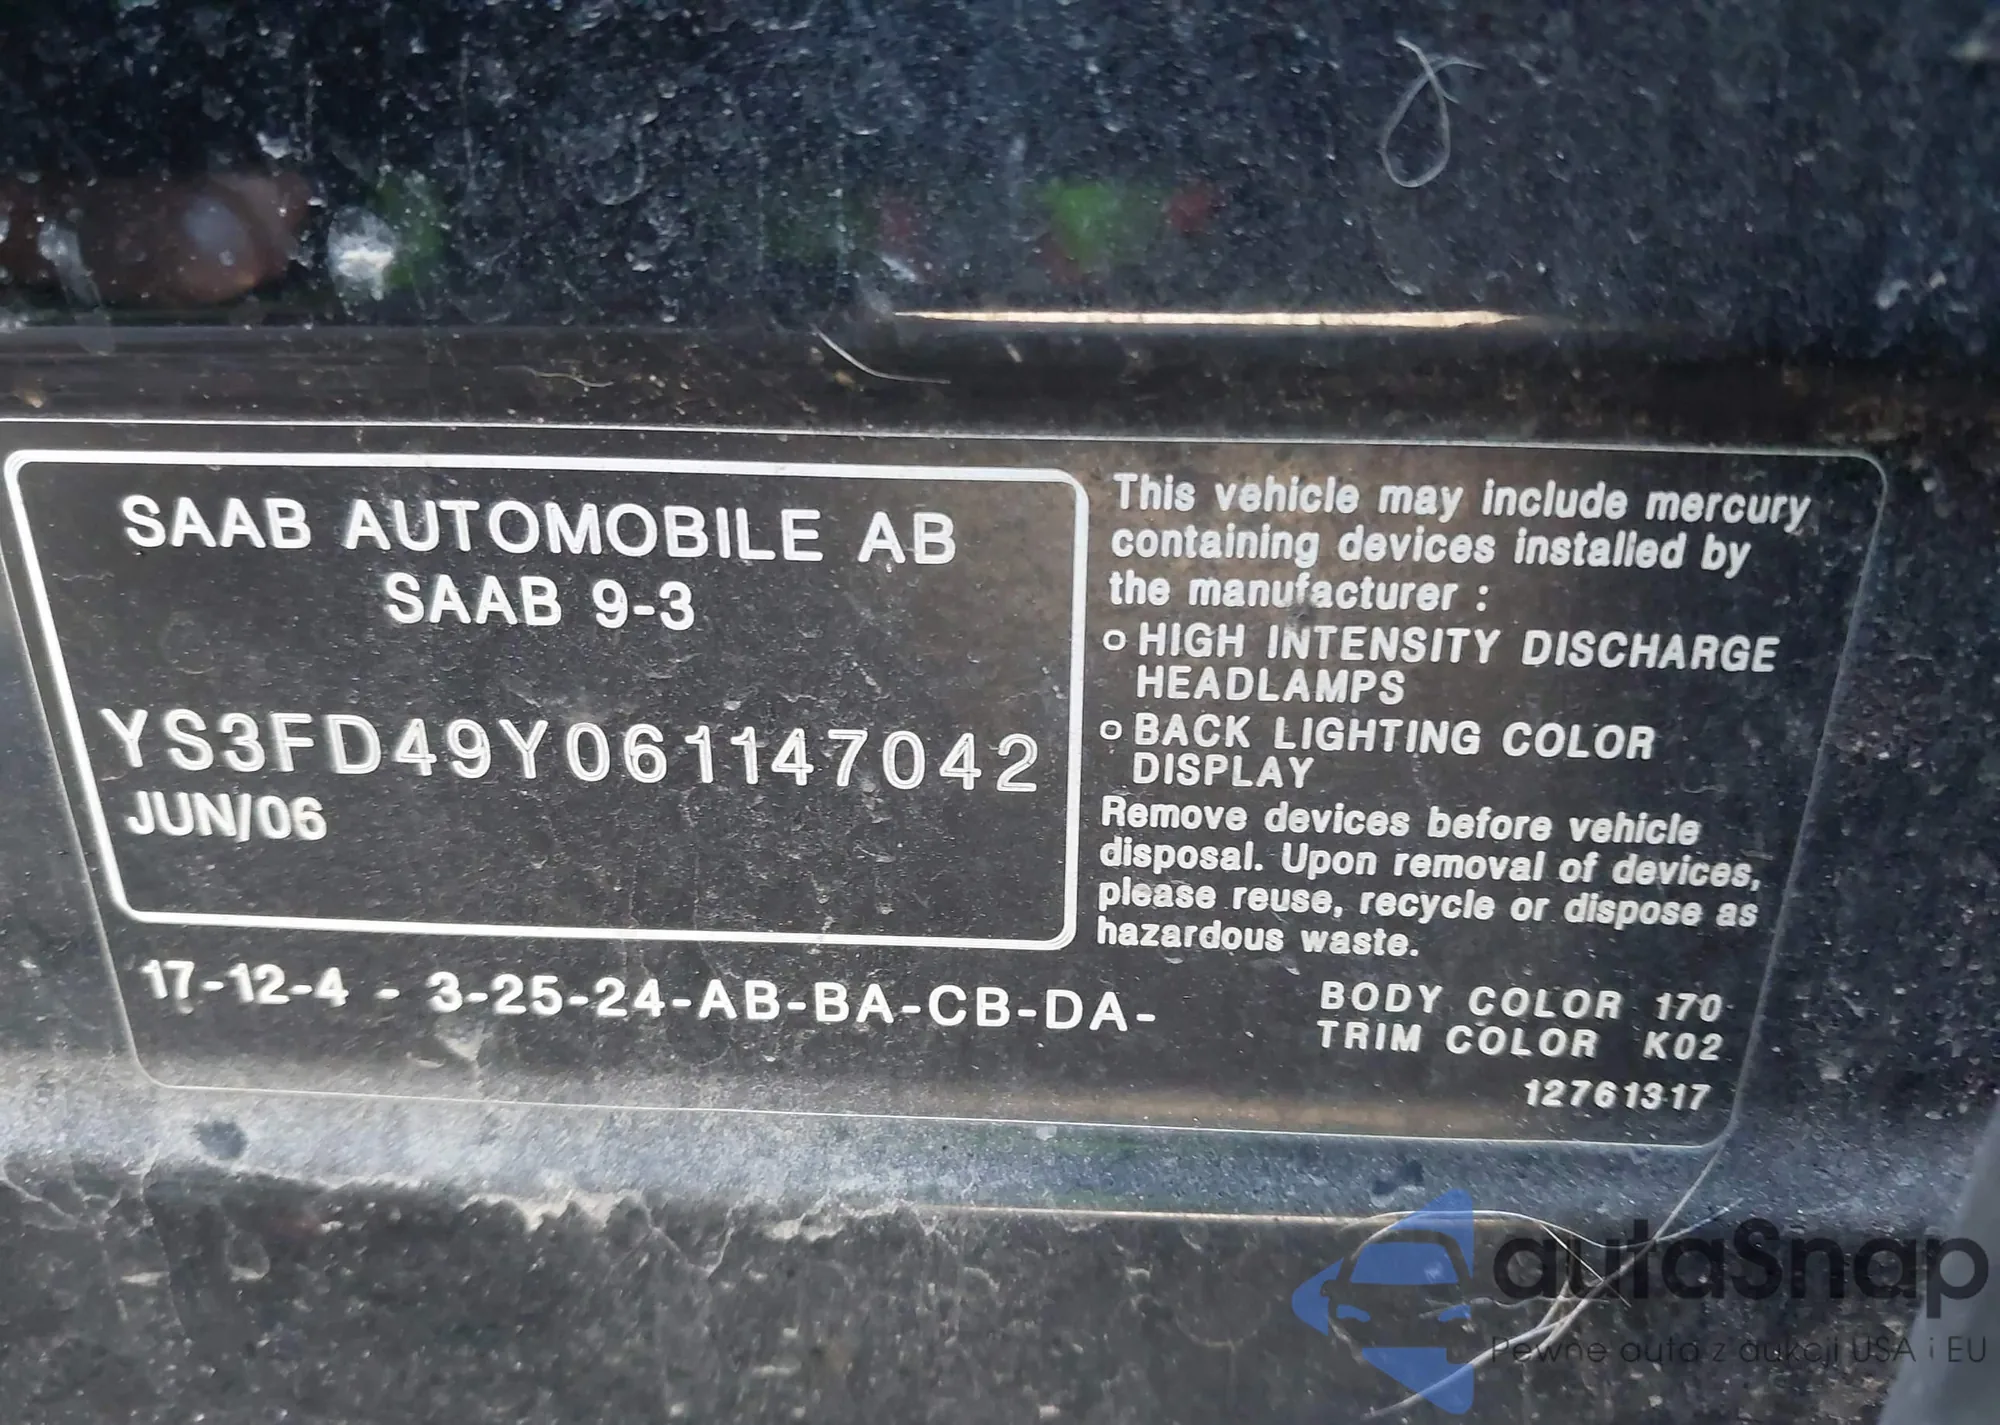 SAAB AUTOMOBILE AB
SAAB 9-3
YS3FD49Y061147042
JUN/06
17-12-4 - 3-25-24-AB-BA-CB-DA-
This vehicle may include mercury
containing devices installed by
the manufacturer :
o HIGH INTENSITY DISCHARGE
HEADLAMPS
o BACK LIGHTING COLOR
DISPLAY
Remove devices before vehicle
disposal. Upon removal of devices,
please reuse, recycle or dispose as
hazardous waste.
BODY COLOR 170
TRIM COLOR K02
12761317
autaSnap
Pewne auta z aukcji USA i EU